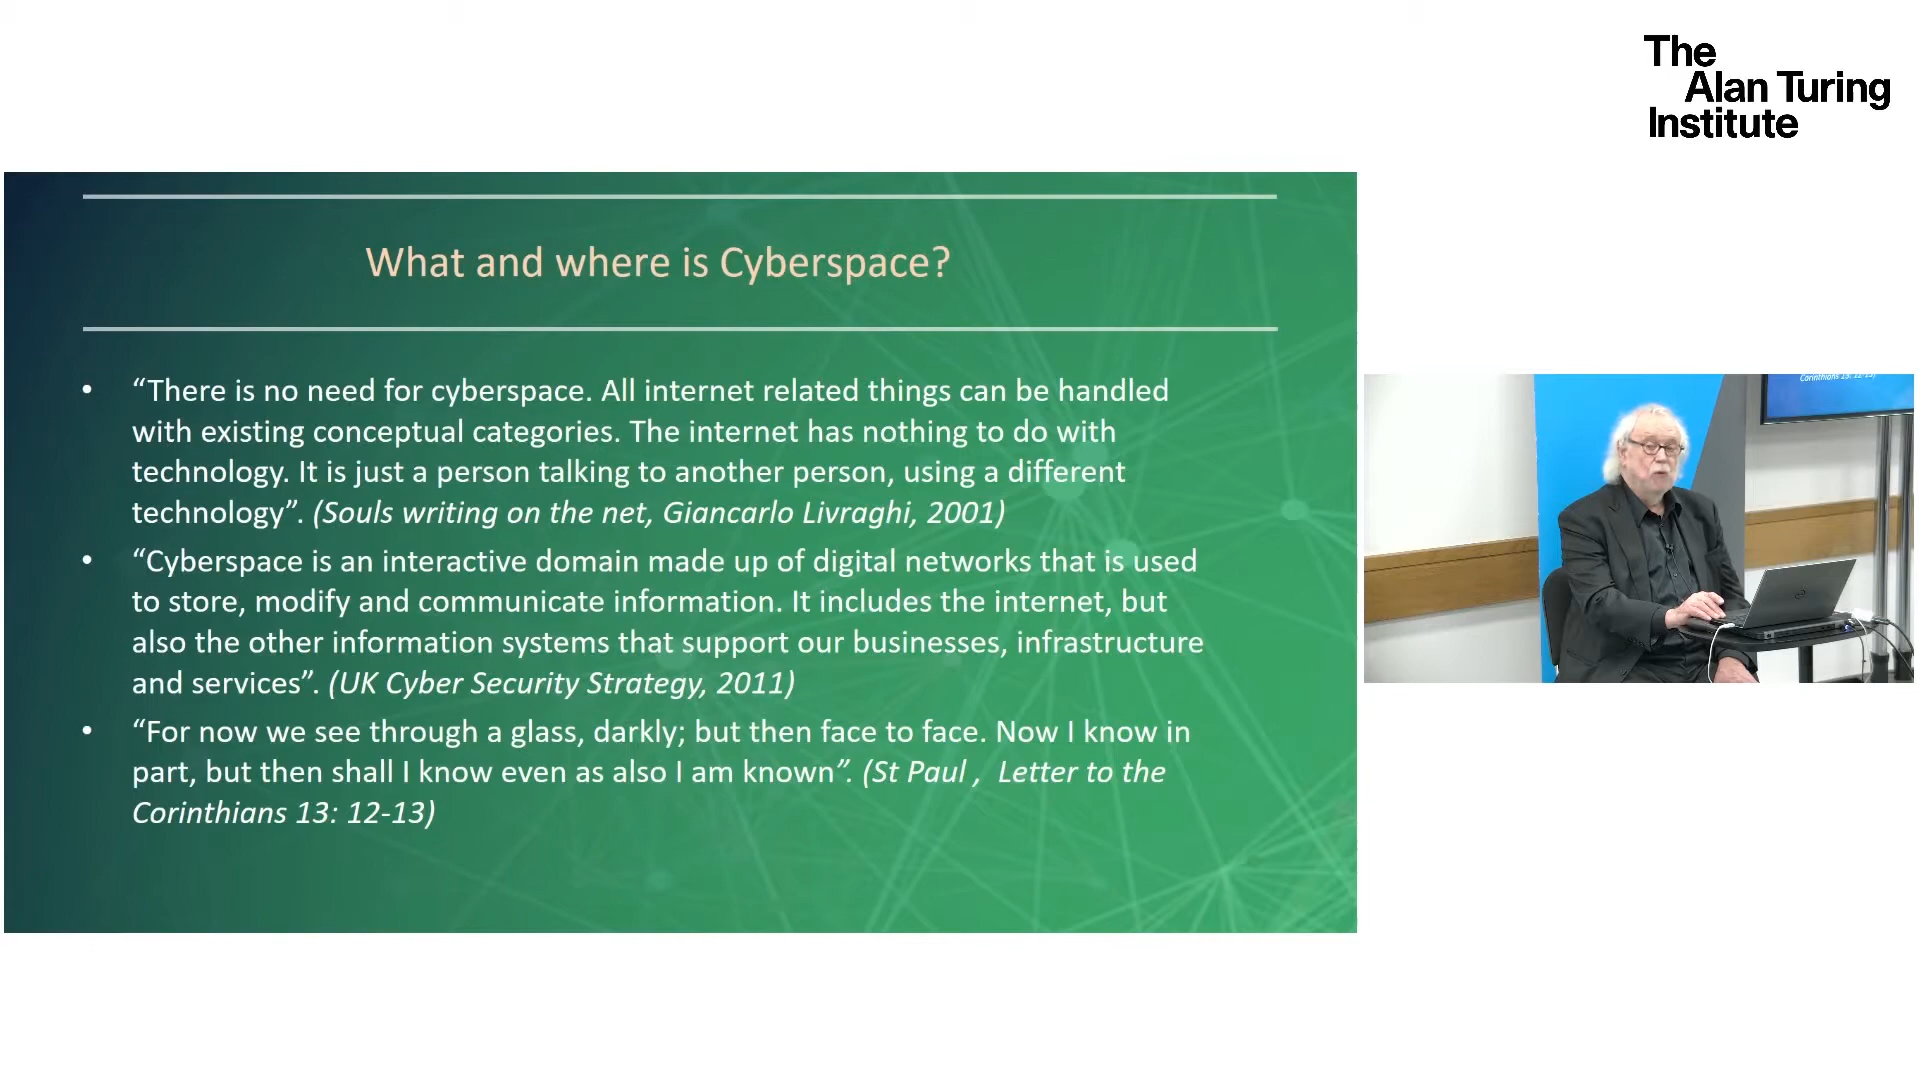 The
Alan Turing
Institute
What and where is Cyberspace?
• “There is no need for cyberspace. All internet related things can be handled
with existing conceptual categories. The internet has nothing to do with
technology. It is just a person talking to another person, using a different
technology”. (Souls writing on the net, Giancarlo Livraghi, 2001)
• “Cyberspace is an interactive domain made up of digital networks that is used
to store, modify and communicate information. It includes the internet, but
also the other information systems that support our businesses, infrastructure
and services”. (UK Cyber Security Strategy, 2011)
• “For now we see through a glass, darkly; but then face to face. Now I know in
part, but then shall I know even as also I am known”. (St Paul , Letter to the
Corinthians 13: 12-13)
Corinthians 13: 12-13)